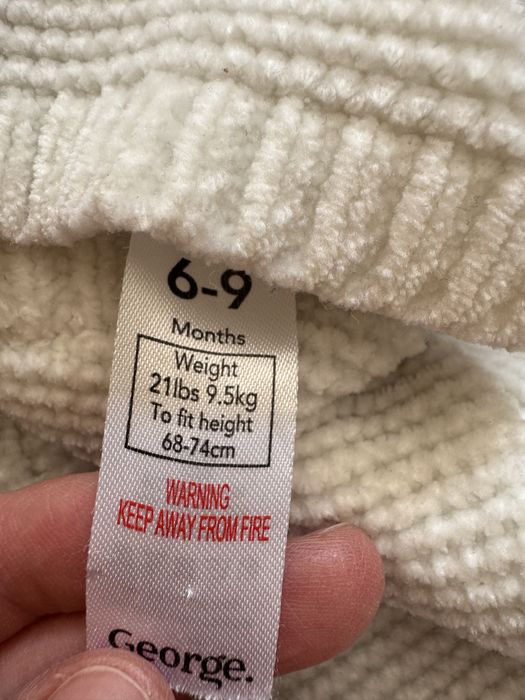 6-9
Months
Weight
21lbs 9.5kg
To fit height
68-74cm
WARNING
KEEP AWAY FROM FIRE
George.